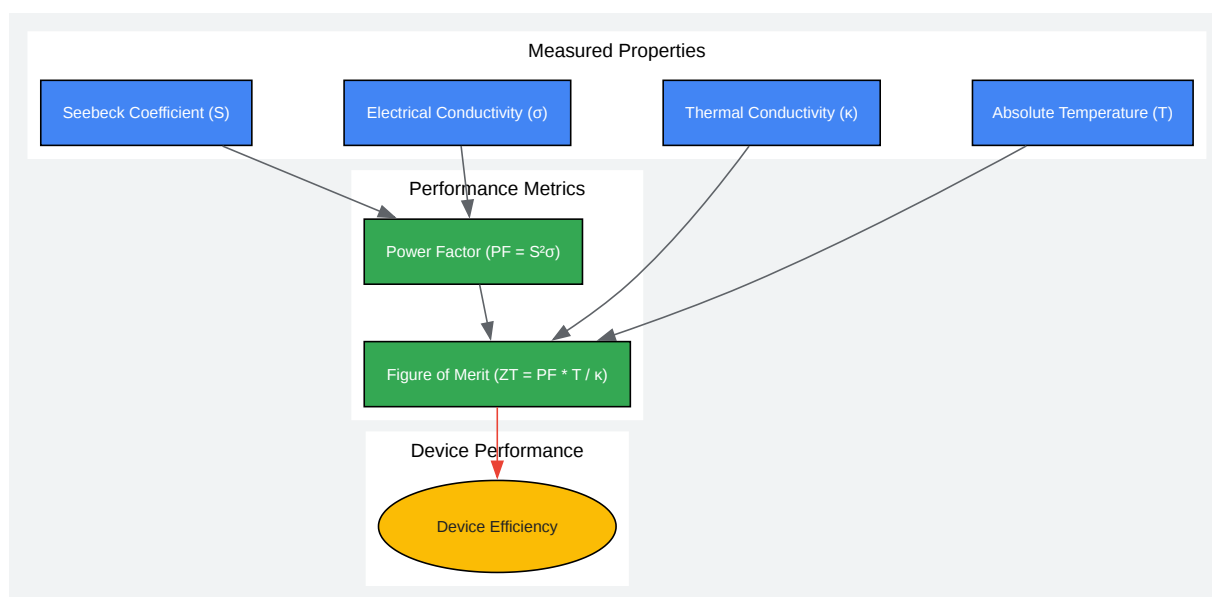 Measured Properties
Seebeck Coefficient (S)
Electrical Conductivity (σ)
Thermal Conductivity (κ)
Absolute Temperature (T)
Performance Metrics
Power Factor (PF = S²σ)
Figure of Merit (ZT = PF * T / κ)
Device Performance
Device Efficiency